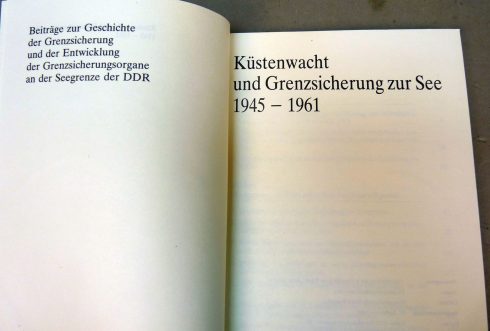 Beiträge zur Geschichte
der Grenzsicherung
und der Entwicklung
der Grenzsicherungsorgane
an der Seegrenze der DDR
Küstenwacht
und Grenzsicherung zur See
1945 – 1961